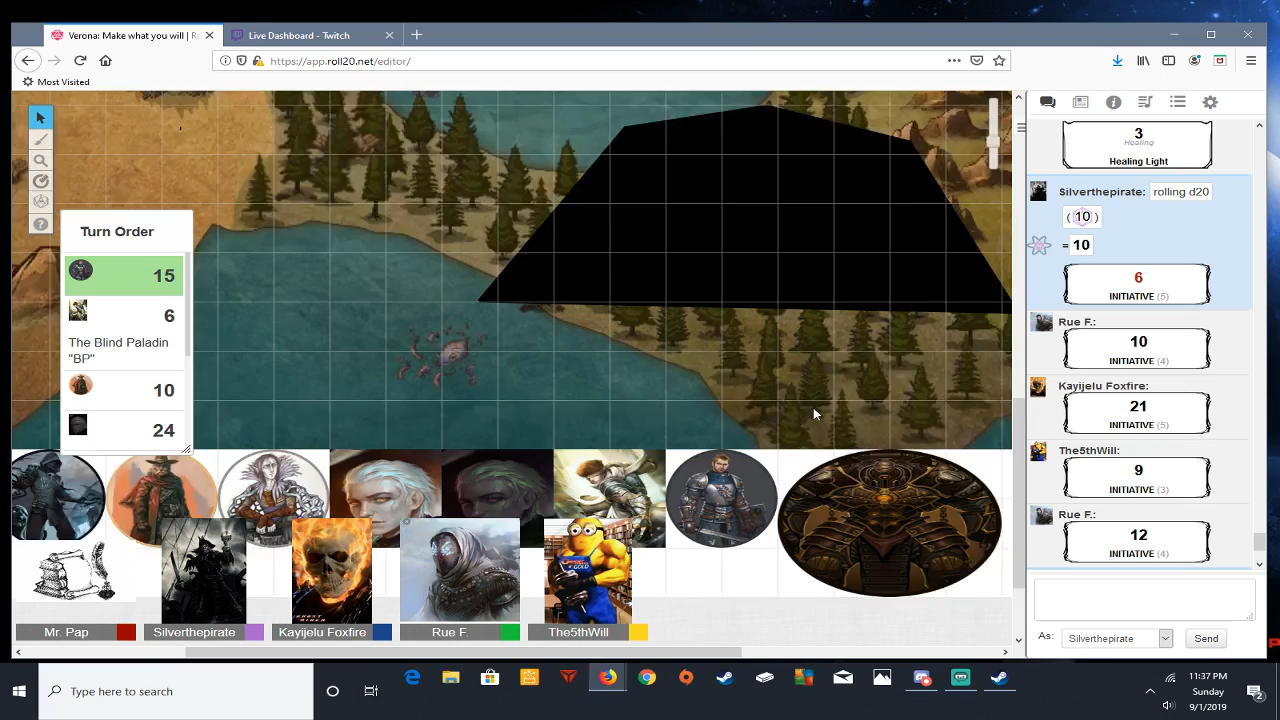 Verona: Make what you will | R
Live Dashboard - Twitch
https://app.roll20.net/editor/
Most Visited
Turn Order
15
6
The Blind Paladin
"BP"
10
24
3
Healing
Healing Light
Silverthepirate: rolling d20
(10)
=10
6
INITIATIVE (5)
Rue F.:
10
INITIATIVE (4)
Kayijelu Foxfire:
21
INITIATIVE (5)
The5thWill:
9
INITIATIVE (3)
Rue F.:
12
INITIATIVE (4)
Mr. Pap
Silverthepirate
Kayijelu Foxfire
Rue F.
The5thWill
As:
Silverthepirate
Send
Type here to search
11:37 PM
Sunday
9/1/2019
2